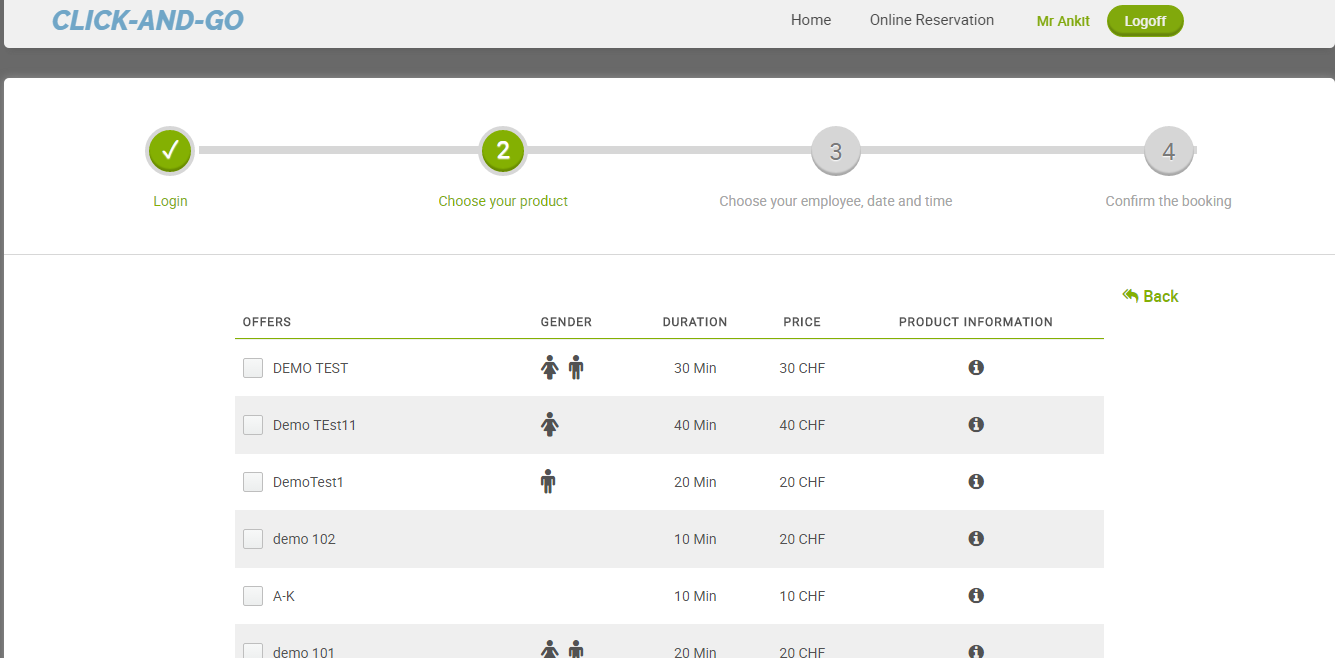 CLICK-AND-GO
Home Online Reservation Mr Ankit Logoff
2 3 4
Login Choose your product Choose your employee, date and time Confirm the booking
Back
OFFERS GENDER DURATION PRICE PRODUCT INFORMATION
DEMO TEST 30 Min 30 CHF
Demo TEst11 40 Min 40 CHF
DemoTest1 20 Min 20 CHF
demo 102 10 Min 20 CHF
A-K 10 Min 10 CHF
demo 101 20 Min 20 CHF